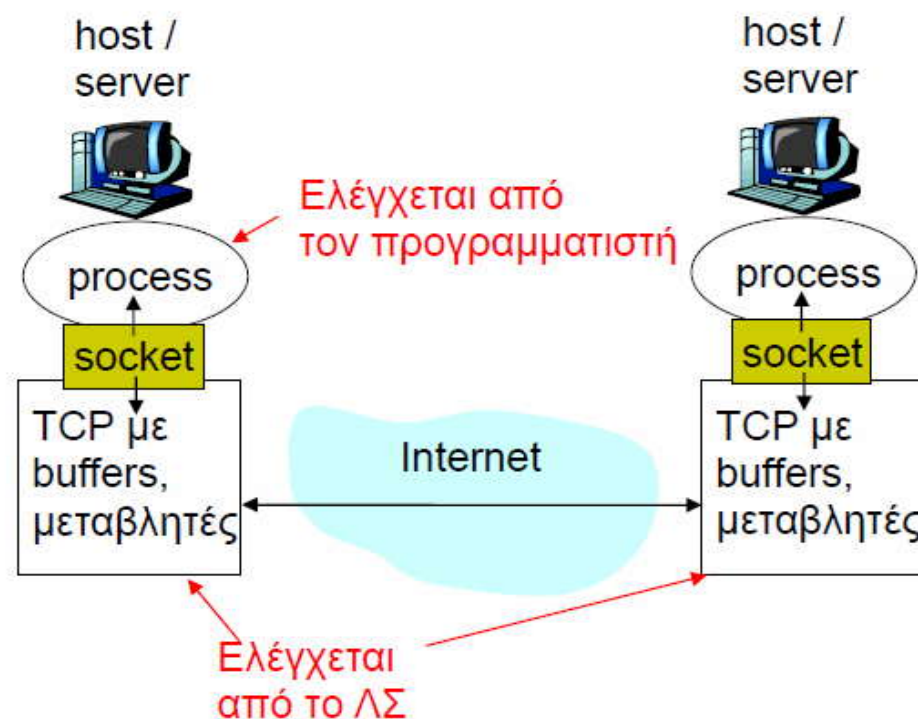 host /
server
host /
server
Ελέγχεται από
τον προγραμματιστή
process
process
socket
socket
TCP με
buffers,
μεταβλητές
Internet
TCP με
buffers,
μεταβλητές
Ελέγχεται
από το ΛΣ